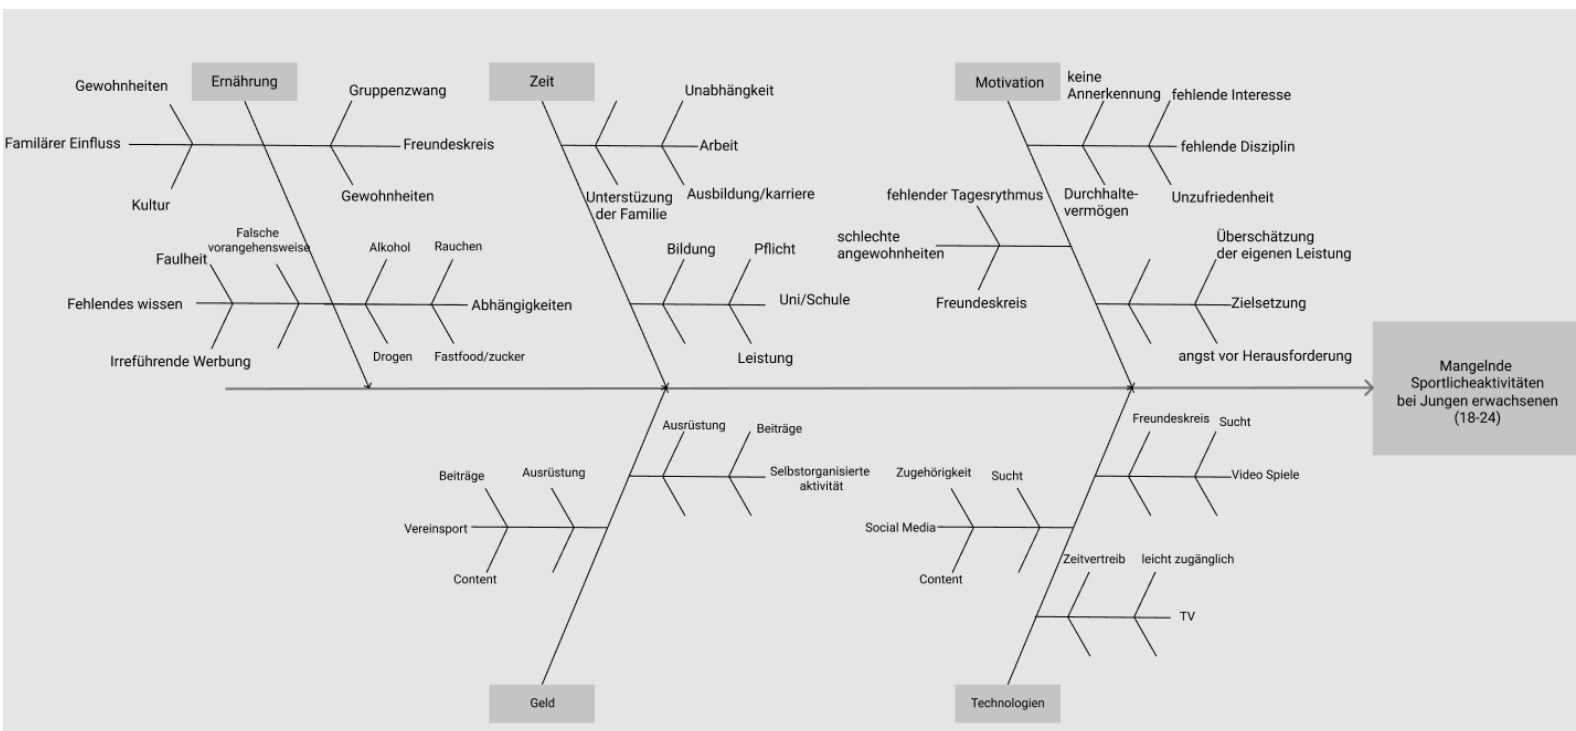 Ernährung
Gewohnheiten
Gruppenzwang
Familärer Einfluss
Freundeskreis
Kultur
Gewohnheiten
Falsche
vorangehensweise
Faulheit
Alkohol
Rauchen
Fehlendes wissen
Abhängigkeiten
Irreführende Werbung
Drogen
Fastfood/zucker
Zeit
Unabhängkeit
Arbeit
Unterstüzung
der Familie
Ausbildung/karriere
Bildung
Pflicht
Uni/Schule
Leistung
Motivation
keine
Annerkennung
fehlende Interesse
fehlende Disziplin
Durchhalte-
vermögen
Unzufriedenheit
fehlender Tagesrythmus
schlechte
angewohnheiten
Freundeskreis
Überschätzung
der eigenen Leistung
Zielsetzung
angst vor Herausforderung
Mangelnde
Sportlicheaktivitäten
bei Jungen erwachsenen
(18-24)
Ausrüstung
Beiträge
Selbstorganisierte
aktivität
Beiträge
Ausrüstung
Vereinsport
Content
Geld
Freundeskreis
Sucht
Video Spiele
Zugehörigkeit
Sucht
Social Media
Content
Zeitvertreib
leicht zugänglich
TV
Technologien